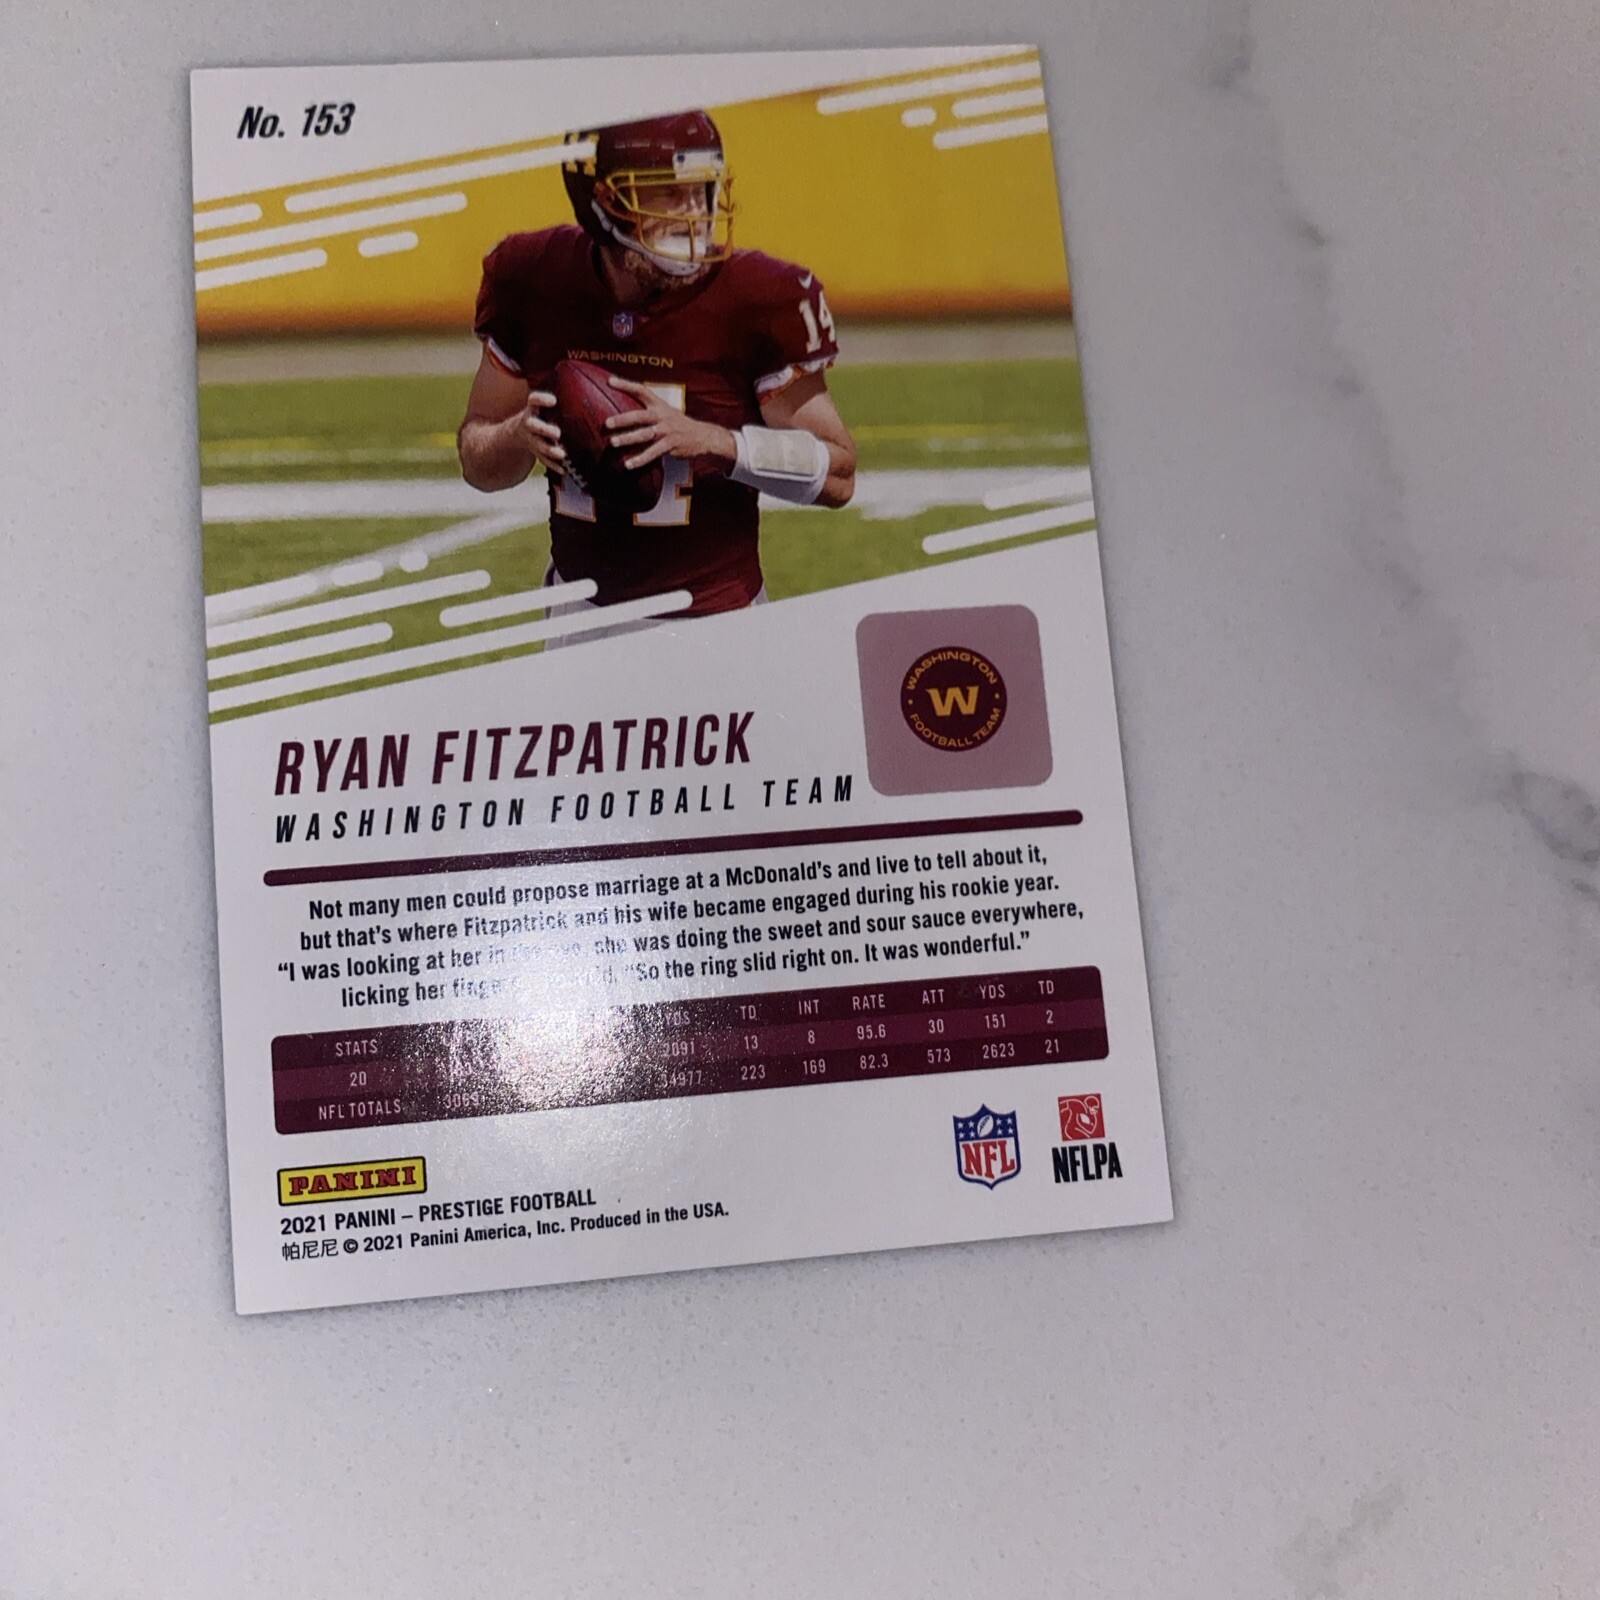 No. 153
14
WASHINGTON
WASHINGTON
W
FOOTBALL TEAM
RYAN FITZPATRICK
WASHINGTON FOOTBALL TEAM
Not many men could propose marriage at a McDonald's and live to tell about it,
but that's where Fitzpatrick and his wife became engaged during his rookie year.
“I was looking at her in she was doing the sweet and sour sauce everywhere,
licking her “So the ring slid right on. It was wonderful.”
STATS YDS TD INT RATE ATT YDS TD
20 2091 13 8 95.6 30 151 2
NFL TOTALS 34977 223 169 82.3 573 2623 21
PANINI
NFL
NFLPA
2021 PANINI – PRESTIGE FOOTBALL
帕尼尼 © 2021 Panini America, Inc. Produced in the USA.